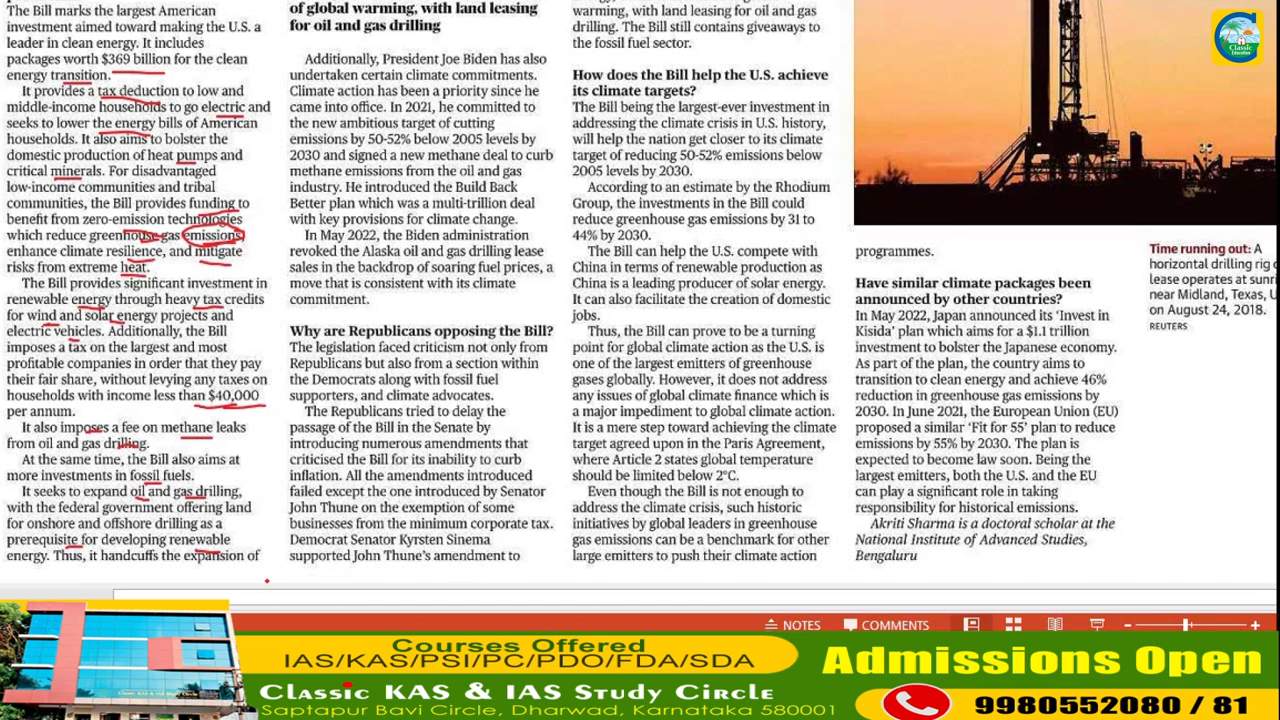 The Bill marks the largest American
investment aimed toward making the U.S. a
leader in clean energy. It includes
packages worth $369 billion for the clean
energy transition.
It provides a tax deduction to low and
middle-income households to go electric and
seeks to lower the energy bills of American
households. It also aims to bolster the
domestic production of heat pumps and
critical minerals. For disadvantaged
low-income communities and tribal
communities, the Bill provides funding to
benefit from zero-emission technologies
which reduce greenhouse gas emissions,
enhance climate resilience, and mitigate
risks from extreme heat.
The Bill provides significant investment in
renewable energy through heavy tax credits
for wind and solar energy projects and
electric vehicles. Additionally, the Bill
imposes a tax on the largest and most
profitable companies in order that they pay
their fair share, without levying any taxes on
households with income less than $40,000
per annum.
It also imposes a fee on methane leaks
from oil and gas drilling.
At the same time, the Bill also aims at
more investments in fossil fuels.
It seeks to expand oil and gas drilling,
with the federal government offering land
for onshore and offshore drilling as a
prerequisite for developing renewable
energy. Thus, it handcuffs the expansion of
of global warming, with land leasing
for oil and gas drilling
Additionally, President Joe Biden has also
undertaken certain climate commitments.
Climate action has been a priority since he
came into office. In 2021, he committed to
the new ambitious target of cutting
emissions by 50-52% below 2005 levels by
2030 and signed a new methane deal to curb
methane emissions from the oil and gas
industry. He introduced the Build Back
Better plan which was a multi-trillion deal
with key provisions for climate change.
In May 2022, the Biden administration
revoked the Alaska oil and gas drilling lease
sales in the backdrop of soaring fuel prices, a
move that is consistent with its climate
commitment.
Why are Republicans opposing the Bill?
The legislation faced criticism not only from
Republicans but also from a section within
the Democrats along with fossil fuel
supporters, and climate advocates.
The Republicans tried to delay the
passage of the Bill in the Senate by
introducing numerous amendments that
criticised the Bill for its inability to curb
inflation. All the amendments introduced
failed except the one introduced by Senator
John Thune on the exemption of some
businesses from the minimum corporate tax.
Democrat Senator Kyrsten Sinema
supported John Thune's amendment to
warming, with land leasing for oil and gas
drilling. The Bill still contains giveaways to
the fossil fuel sector.
How does the Bill help the U.S. achieve
its climate targets?
The Bill being the largest-ever investment in
addressing the climate crisis in U.S. history,
will help the nation get closer to its climate
target of reducing 50-52% emissions below
2005 levels by 2030.
According to an estimate by the Rhodium
Group, the investments in the Bill could
reduce greenhouse gas emissions by 31 to
44% by 2030.
The Bill can help the U.S. compete with
China in terms of renewable production as
China is a leading producer of solar energy.
It can also facilitate the creation of domestic
jobs.
Thus, the Bill can prove to be a turning
point for global climate action as the U.S. is
one of the largest emitters of greenhouse
gases globally. However, it does not address
any issues of global climate finance which is
a major impediment to global climate action.
It is a mere step toward achieving the climate
target agreed upon in the Paris Agreement,
where Article 2 states global temperature
should be limited below 2°C.
Even though the Bill is not enough to
address the climate crisis, such historic
initiatives by global leaders in greenhouse
gas emissions can be a benchmark for other
large emitters to push their climate action
programmes.
Have similar climate packages been
announced by other countries?
In May 2022, Japan announced its 'Invest in
Kisida' plan which aims for a $1.1 trillion
investment to bolster the Japanese economy.
As part of the plan, the country aims to
transition to clean energy and achieve 46%
reduction in greenhouse gas emissions by
2030. In June 2021, the European Union (EU)
proposed a similar 'Fit for 55' plan to reduce
emissions by 55% by 2030. The plan is
expected to become law soon. Being the
largest emitters, both the U.S. and the EU
can play a significant role in taking
responsibility for historical emissions.
Akriti Sharma is a doctoral scholar at the
National Institute of Advanced Studies,
Bengaluru
Time running out: A
horizontal drilling rig
lease operates at
near Midland, Texas,
on August 24, 2018.
REUTERS
Classic
Education
NOTES
COMMENTS
Courses Offered
IAS/KAS/PSI/PC/PDO/FDA/SDA
Classic KAS & IAS Study Circle
Saptapur Bavi Circle, Dharwad, Karnataka 580001
Admissions Open
9980552080 / 81